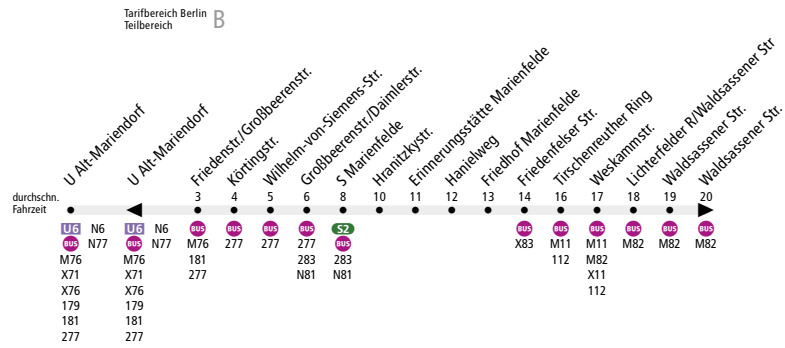 Tarifbereich Berlin
Teilbereich B
U Alt-Mariendorf
U Alt-Mariendorf
Friedenstr./Großbeerenstr.
Körtingstr.
Wilhelm-von-Siemens-Str.
Großbeerenstr./Daimlerstr.
S Marienfelde
Hranitzkystr.
Erinnerungsstätte Marienfelde
Hanielweg
Friedhof Marienfelde
Friedenfelser Str.
Tirschenreuther Ring
Weskammstr.
Lichterfelder R/Waldsassener Str
Waldsassener Str.
Waldsassener Str.
durchschn. 3 4 5 6 8 10 11 12 13 14 16 17 18 19 20
Fahrzeit
U6 N6 U6 N6 BUS BUS BUS BUS S2 BUS BUS BUS BUS BUS BUS
BUS N77 BUS N77 M76 277 277 277 BUS X83 M11 M11 M82 M82 M82
M76 M76 181 283 283 112 M82
X71 X71 277 N81 N81 X11
X76 X76 112
179 179
181 181
277 277